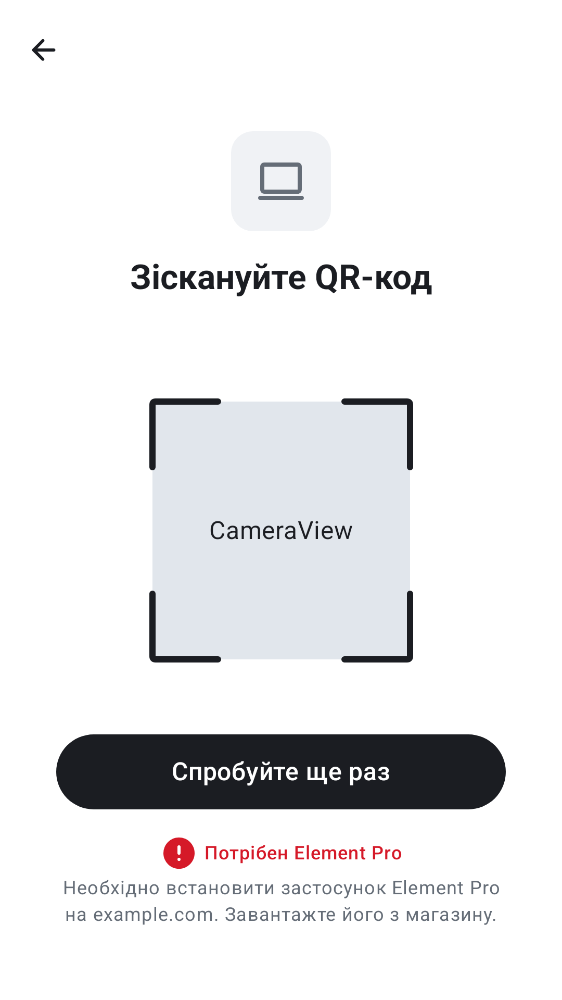 Зіскануйте QR-код
CameraView
Спробуйте ще раз
Потрібен Element Pro
Необхідно встановити застосунок Element Pro
на example.com. Завантажте його з магазину.